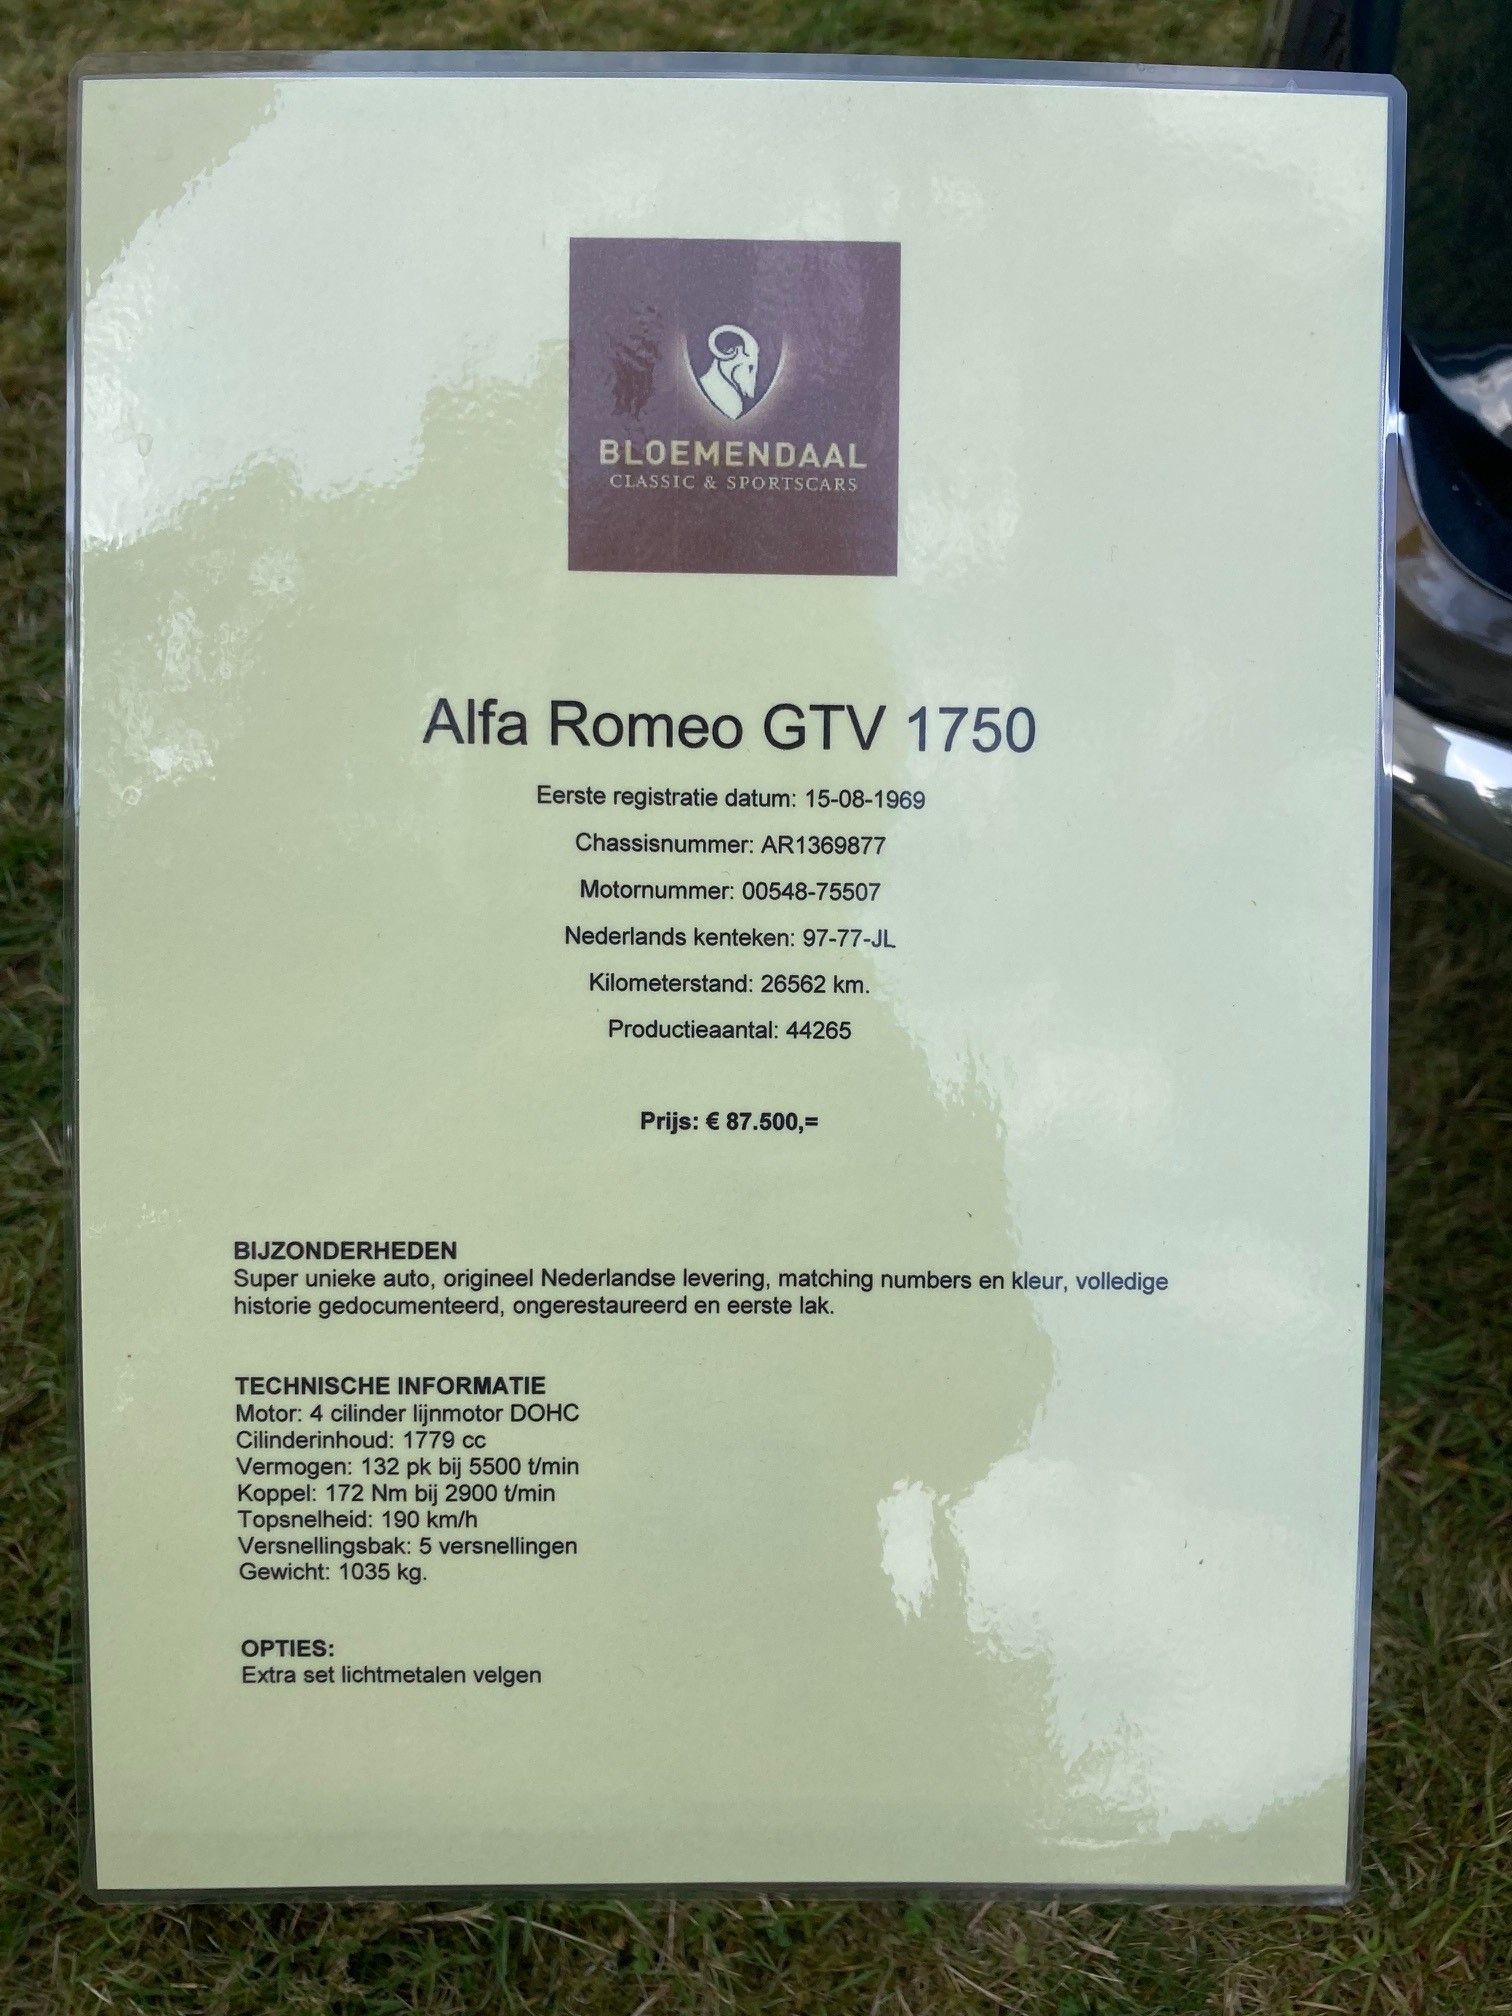 BLOEMENDAAL
CLASSIC & SPORTSCARS
Alfa Romeo GTV 1750
Eerste registratie datum: 15-08-1969
Chassisnummer: AR1369877
Motornummer: 00548-75507
Nederlands kenteken: 97-77-JL
Kilometerstand: 26562 km.
Productieaantal: 44265
Prijs: € 87.500,=
BIJZONDERHEDEN
Super unieke auto, origineel Nederlandse levering, matching numbers en kleur, volledige
historie gedocumenteerd, ongerestaureerd en eerste lak.
TECHNISCHE INFORMATIE
Motor: 4 cilinder lijnmotor DOHC
Cilinderinhoud: 1779 cc
Vermogen: 132 pk bij 5500 t/min
Koppel: 172 Nm bij 2900 t/min
Topsnelheid: 190 km/h
Versnellingsbak: 5 versnellingen
Gewicht: 1035 kg.
OPTIES:
Extra set lichtmetalen velgen